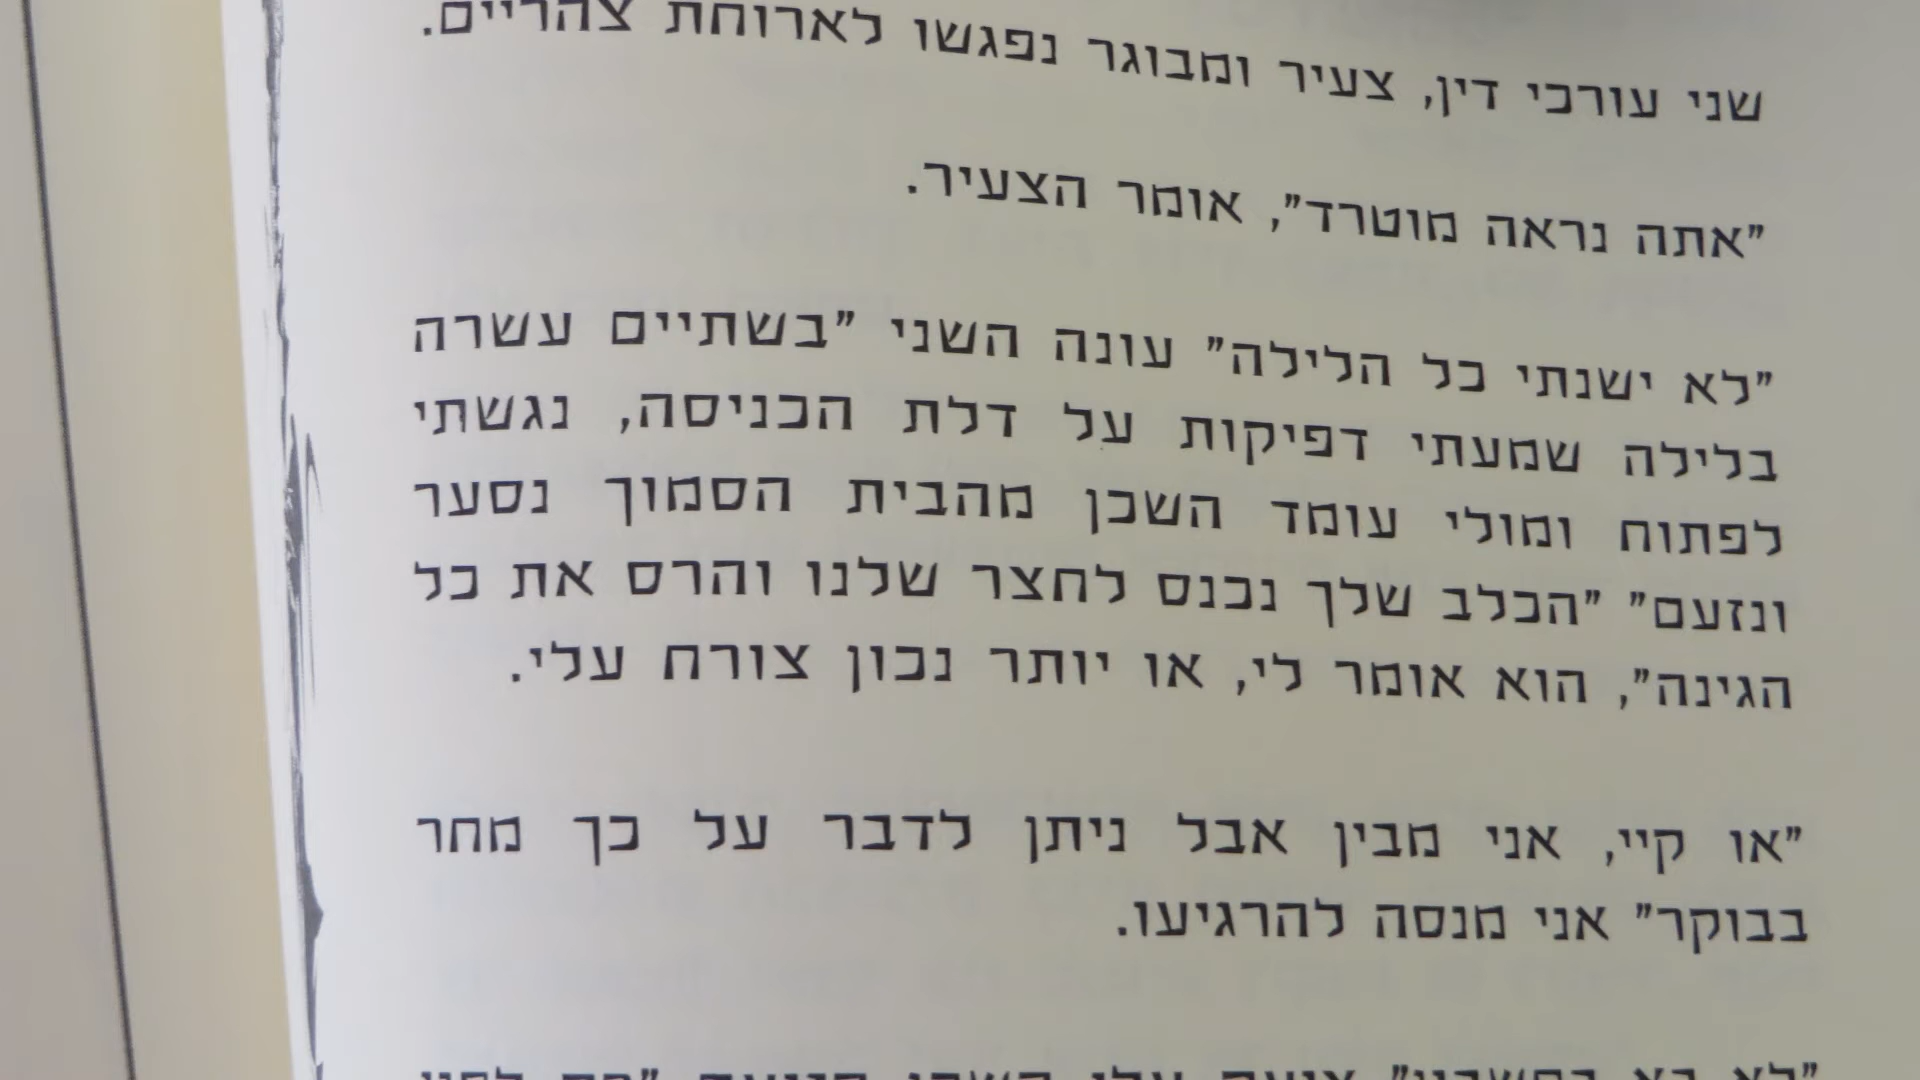 שני עורכי דין, צעיר ומבוגר נפגשו לארוחת צהריים.
"אתה נראה מוטרד", אומר הצעיר.
"לא ישנתי כל הלילה" עונה השני "בשתיים עשרה
בלילה שמעתי דפיקות על דלת הכניסה, נגשתי
לפתוח ומולי עומד השכן מהבית הסמוך נסער
ונזעם" "הכלב שלך נכנס לחצר שלנו והרס את כל
הגינה", הוא אומר לי, או יותר נכון צורח עלי.
"או קיי, אני מבין אבל ניתן לדבר על כך מחר
בבוקר" אני מנסה להרגיעו.
"לא בא בחשבון"